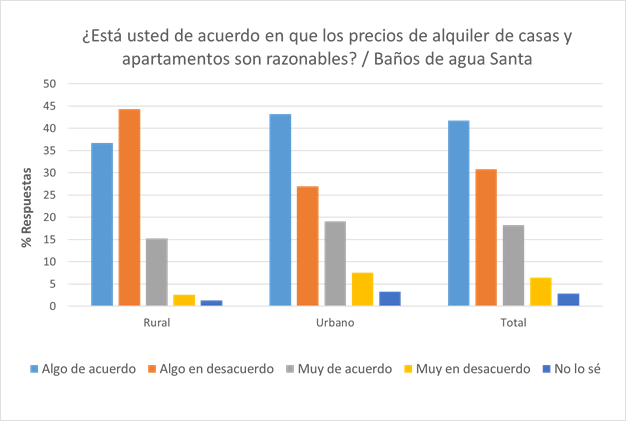 ¿Está usted de acuerdo en que los precios de alquiler de casas y
apartamentos son razonables? / Baños de agua Santa
% Respuestas
50
45
40
35
30
25
20
15
10
5
0
Rural Urbano Total
Algo de acuerdo Algo en desacuerdo Muy de acuerdo Muy en desacuerdo No lo sé